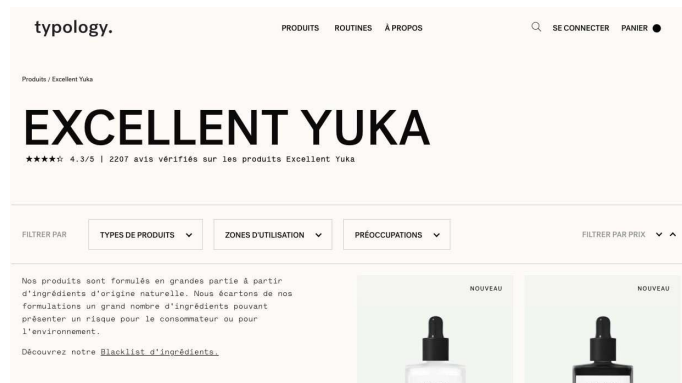 typology.
PRODUITS ROUTINES À PROPOS
SE CONNECTER PANIER
Produits / Excellent Yuka
EXCELLENT YUKA
★★★★☆ 4.3/5 | 2207 avis vérifiés sur les produits Excellent Yuka
FILTRER PAR TYPES DE PRODUITS ZONES D'UTILISATION PRÉOCCUPATIONS FILTRER PAR PRIX
Nos produits sont formulés en grandes partie à partir
d'ingrédients d'origine naturelle. Nous écartons de nos
formulations un grand nombre d'ingrédients pouvant
présenter un risque pour le consommateur ou pour
l'environnement.
Découvrez notre Blacklist d'ingrédients.
NOUVEAU
NOUVEAU